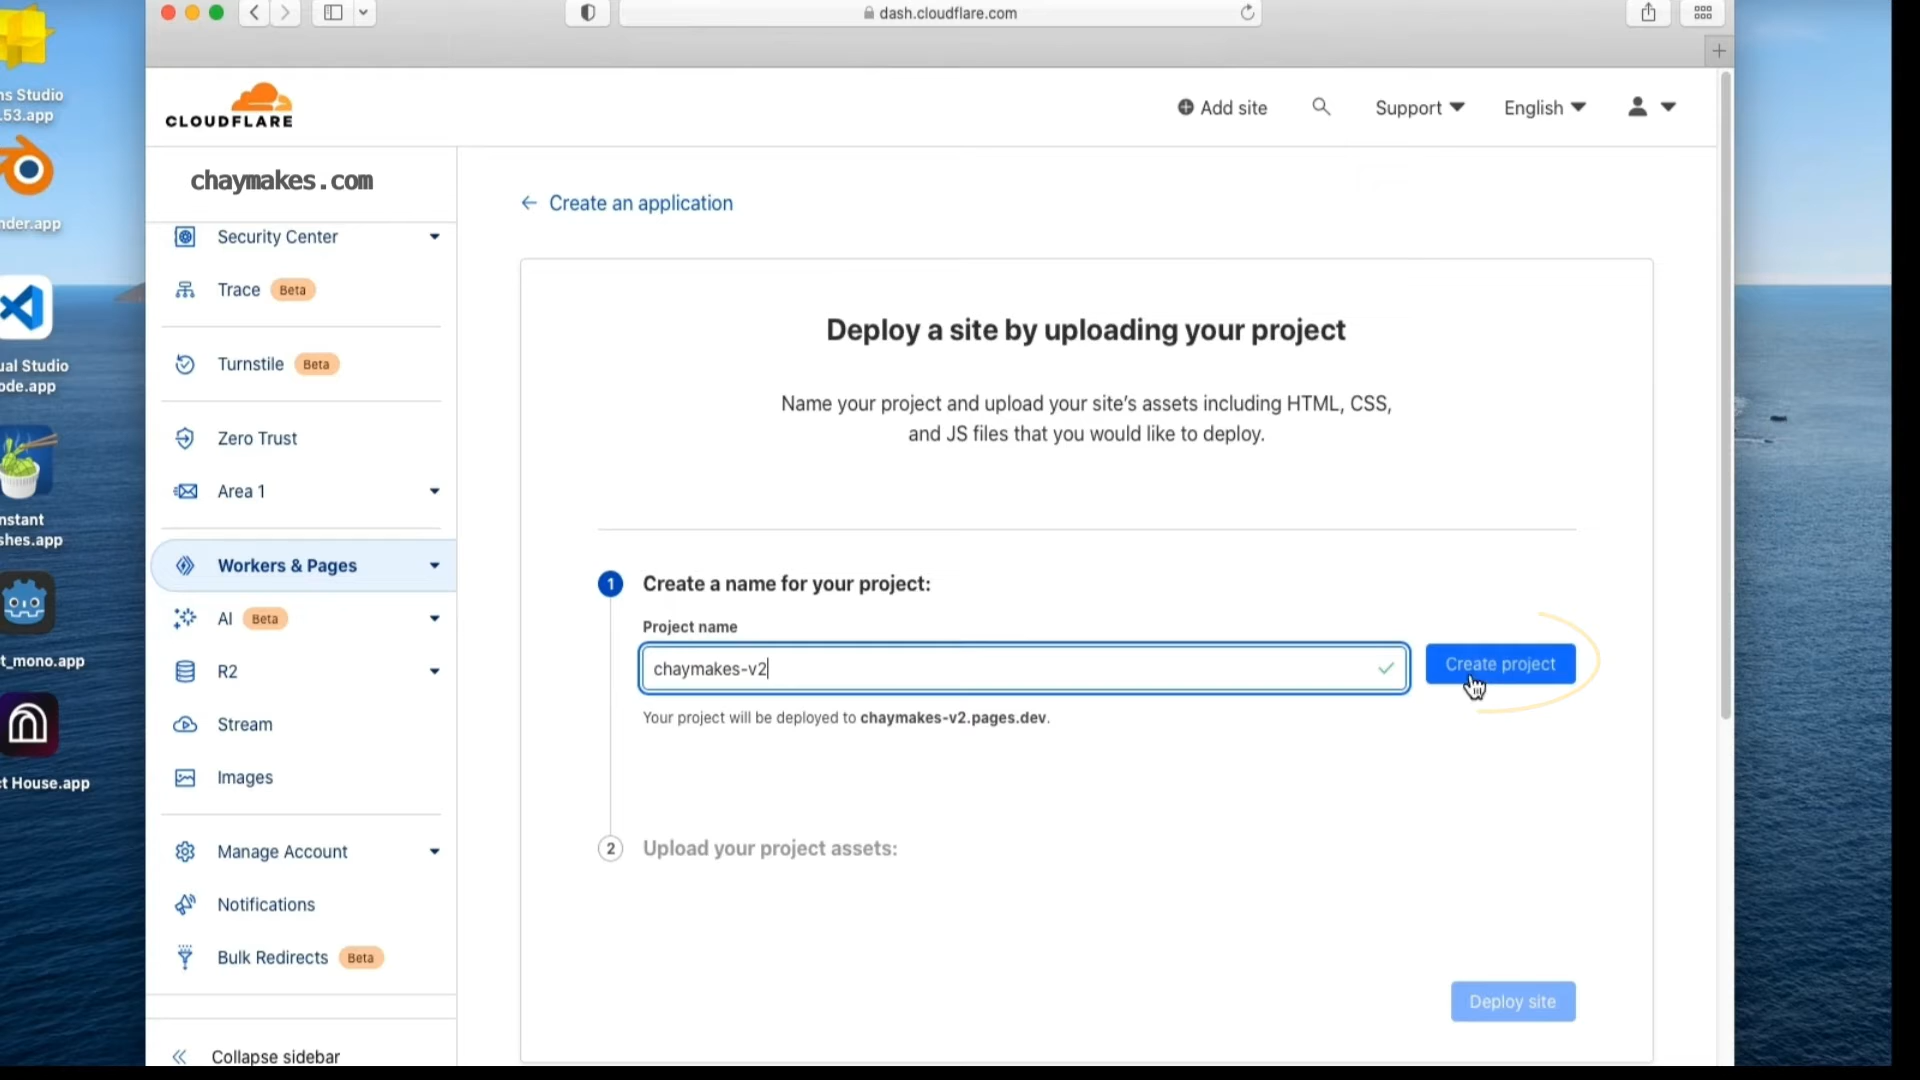 dash.cloudflare.com
CLOUDFLARE
Add site
Support
English
chaymakes.com
Security Center
Trace Beta
Turnstile Beta
Zero Trust
Area 1
Workers & Pages
AI Beta
R2
Stream
Images
Manage Account
Notifications
Bulk Redirects Beta
Collapse sidebar
← Create an application
Deploy a site by uploading your project
Name your project and upload your site’s assets including HTML, CSS,
and JS files that you would like to deploy.
1 Create a name for your project:
Project name
chaymakes-v2
Create project
Your project will be deployed to chaymakes-v2.pages.dev.
2 Upload your project assets:
Deploy site
ns Studio
.53.app
nder.app
ual Studio
ode.app
nstant
shes.app
t_mono.app
ct House.app